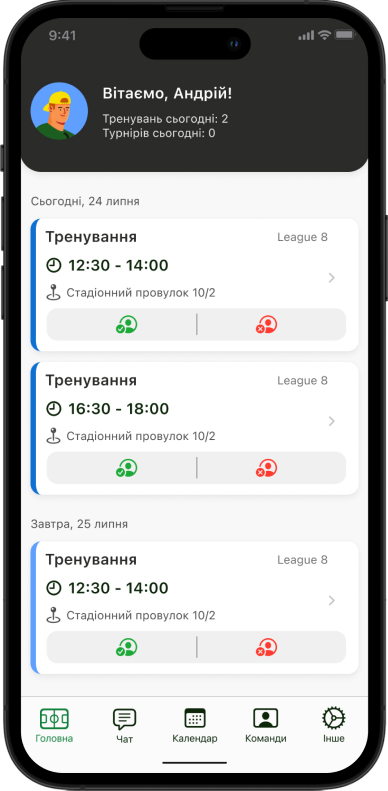 9:41
Вітаємо, Андрій!
Тренувань сьогодні: 2
Турнірів сьогодні: 0
Сьогодні, 24 липня
Тренування League 8
12:30 - 14:00
Стадіонний провулок 10/2
Тренування League 8
16:30 - 18:00
Стадіонний провулок 10/2
Завтра, 25 липня
Тренування League 8
12:30 - 14:00
Стадіонний провулок 10/2
Головна Чат Календар Команди Інше